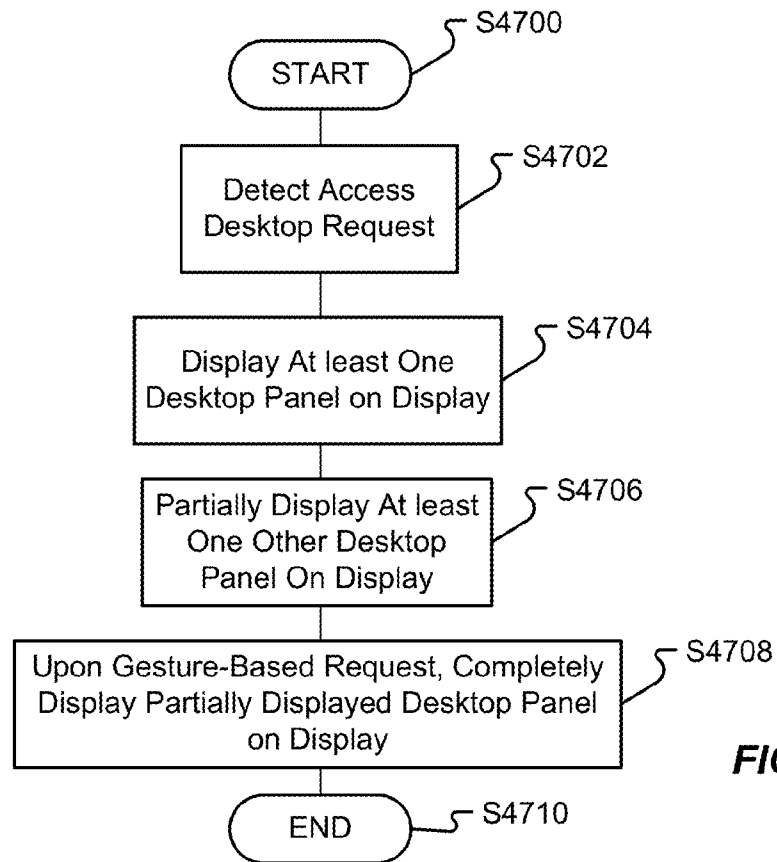 S4700
START
S4702
Detect Access
Desktop Request
S4704
Display At least One
Desktop Panel on Display
S4706
Partially Display At least
One Other Desktop
Panel On Display
S4708
Upon Gesture-Based Request, Completely
Display Partially Displayed Desktop Panel
on Display
FIG
END
S4710